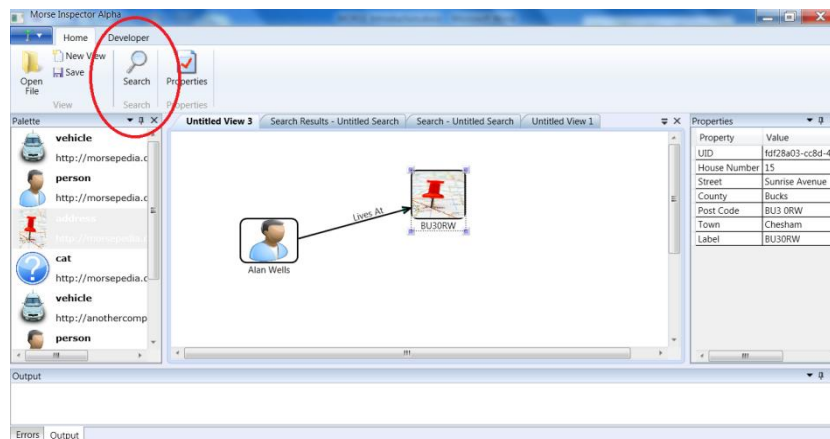 Morse Inspector Alpha
Home Developer
Open File
New View
Save
View
Search
Search
Properties
Properties
Palette
vehicle
http://morsepedia.c
person
http://morsepedia.c
address
http://morsepedia.c
cat
http://morsepedia.c
vehicle
http://anothercomp
person
Untitled View 3 Search Results - Untitled Search Search - Untitled Search Untitled View 1
Alan Wells
Lives At
BU30RW
Properties
Property Value
UID fdf28a03-cc8d-4
House Number 15
Street Sunrise Avenue
County Bucks
Post Code BU3 0RW
Town Chesham
Label BU30RW
Output
Errors Output